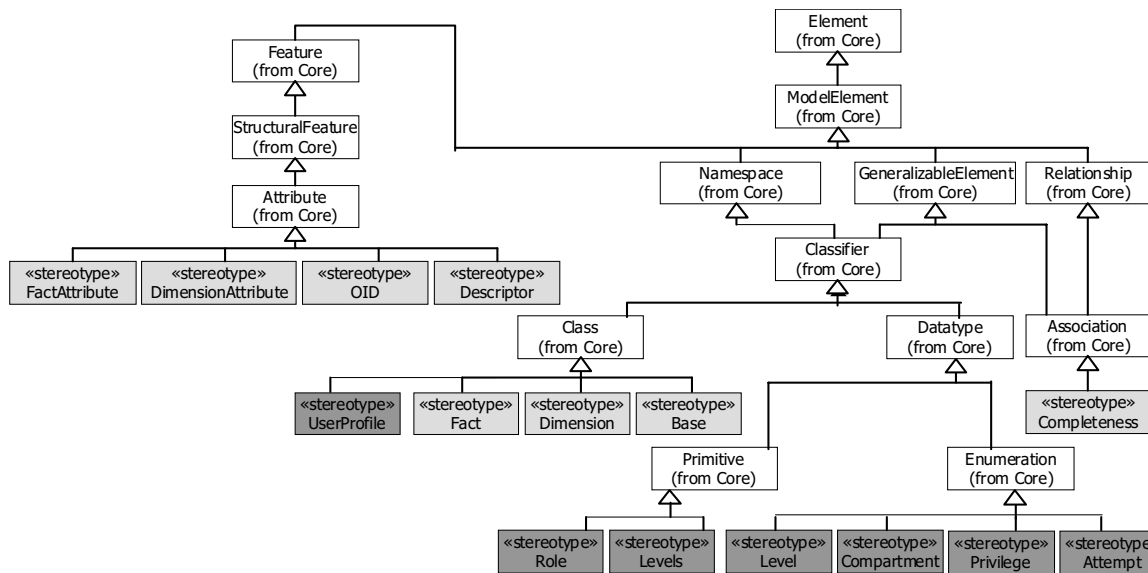 Element
(from Core)
Feature
(from Core)
ModelElement
(from Core)
StructuralFeature
(from Core)
Namespace
(from Core)
GeneralizableElement
(from Core)
Relationship
(from Core)
Attribute
(from Core)
Classifier
(from Core)
«stereotype»
FactAttribute
«stereotype»
DimensionAttribute
«stereotype»
OID
«stereotype»
Descriptor
Class
(from Core)
Datatype
(from Core)
Association
(from Core)
«stereotype»
UserProfile
«stereotype»
Fact
«stereotype»
Dimension
«stereotype»
Base
«stereotype»
Completeness
Primitive
(from Core)
Enumeration
(from Core)
«stereotype»
Role
«stereotype»
Levels
«stereotype»
Level
«stereotype»
Compartment
«stereotype»
Privilege
«stereotype»
Attempt